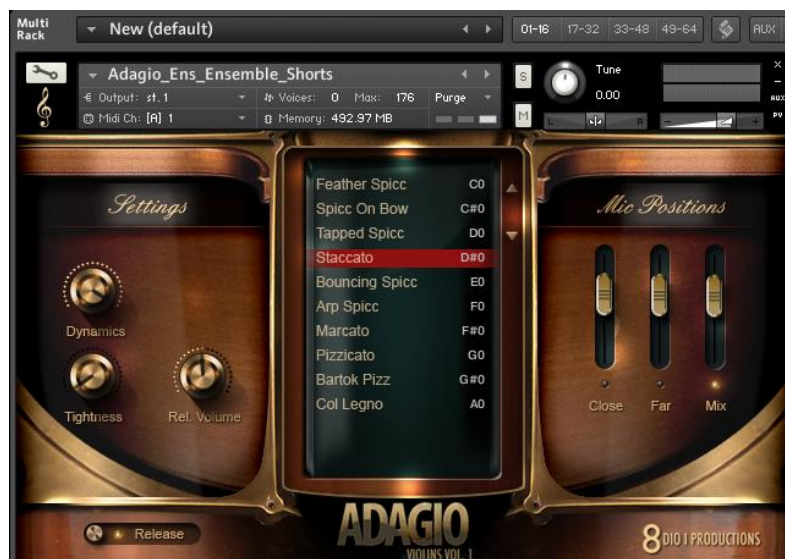 Multi
Rack
New (default)
01-16 17-32 33-48 49-64 AUX
Adagio_Ens_Ensemble_Shorts
S
Tune
0.00
Output: st.1 Voices: 0 Max: 176 Purge
Midi Ch: [A] 1 Memory: 492.97 MB
M
L R - +
×
–
AUX
PV
Settings
Dynamics
Tightness Rel. Volume
Release
Feather Spicc C0
Spicc On Bow C#0
Tapped Spicc D0
Staccato D#0
Bouncing Spicc E0
Arp Spicc F0
Marcato F#0
Pizzicato G0
Bartok Pizz G#0
Col Legno A0
Mic Positions
Close Far Mix
ADAGIO
VIOLINS VOL. 1
8DIO | PRODUCTIONS